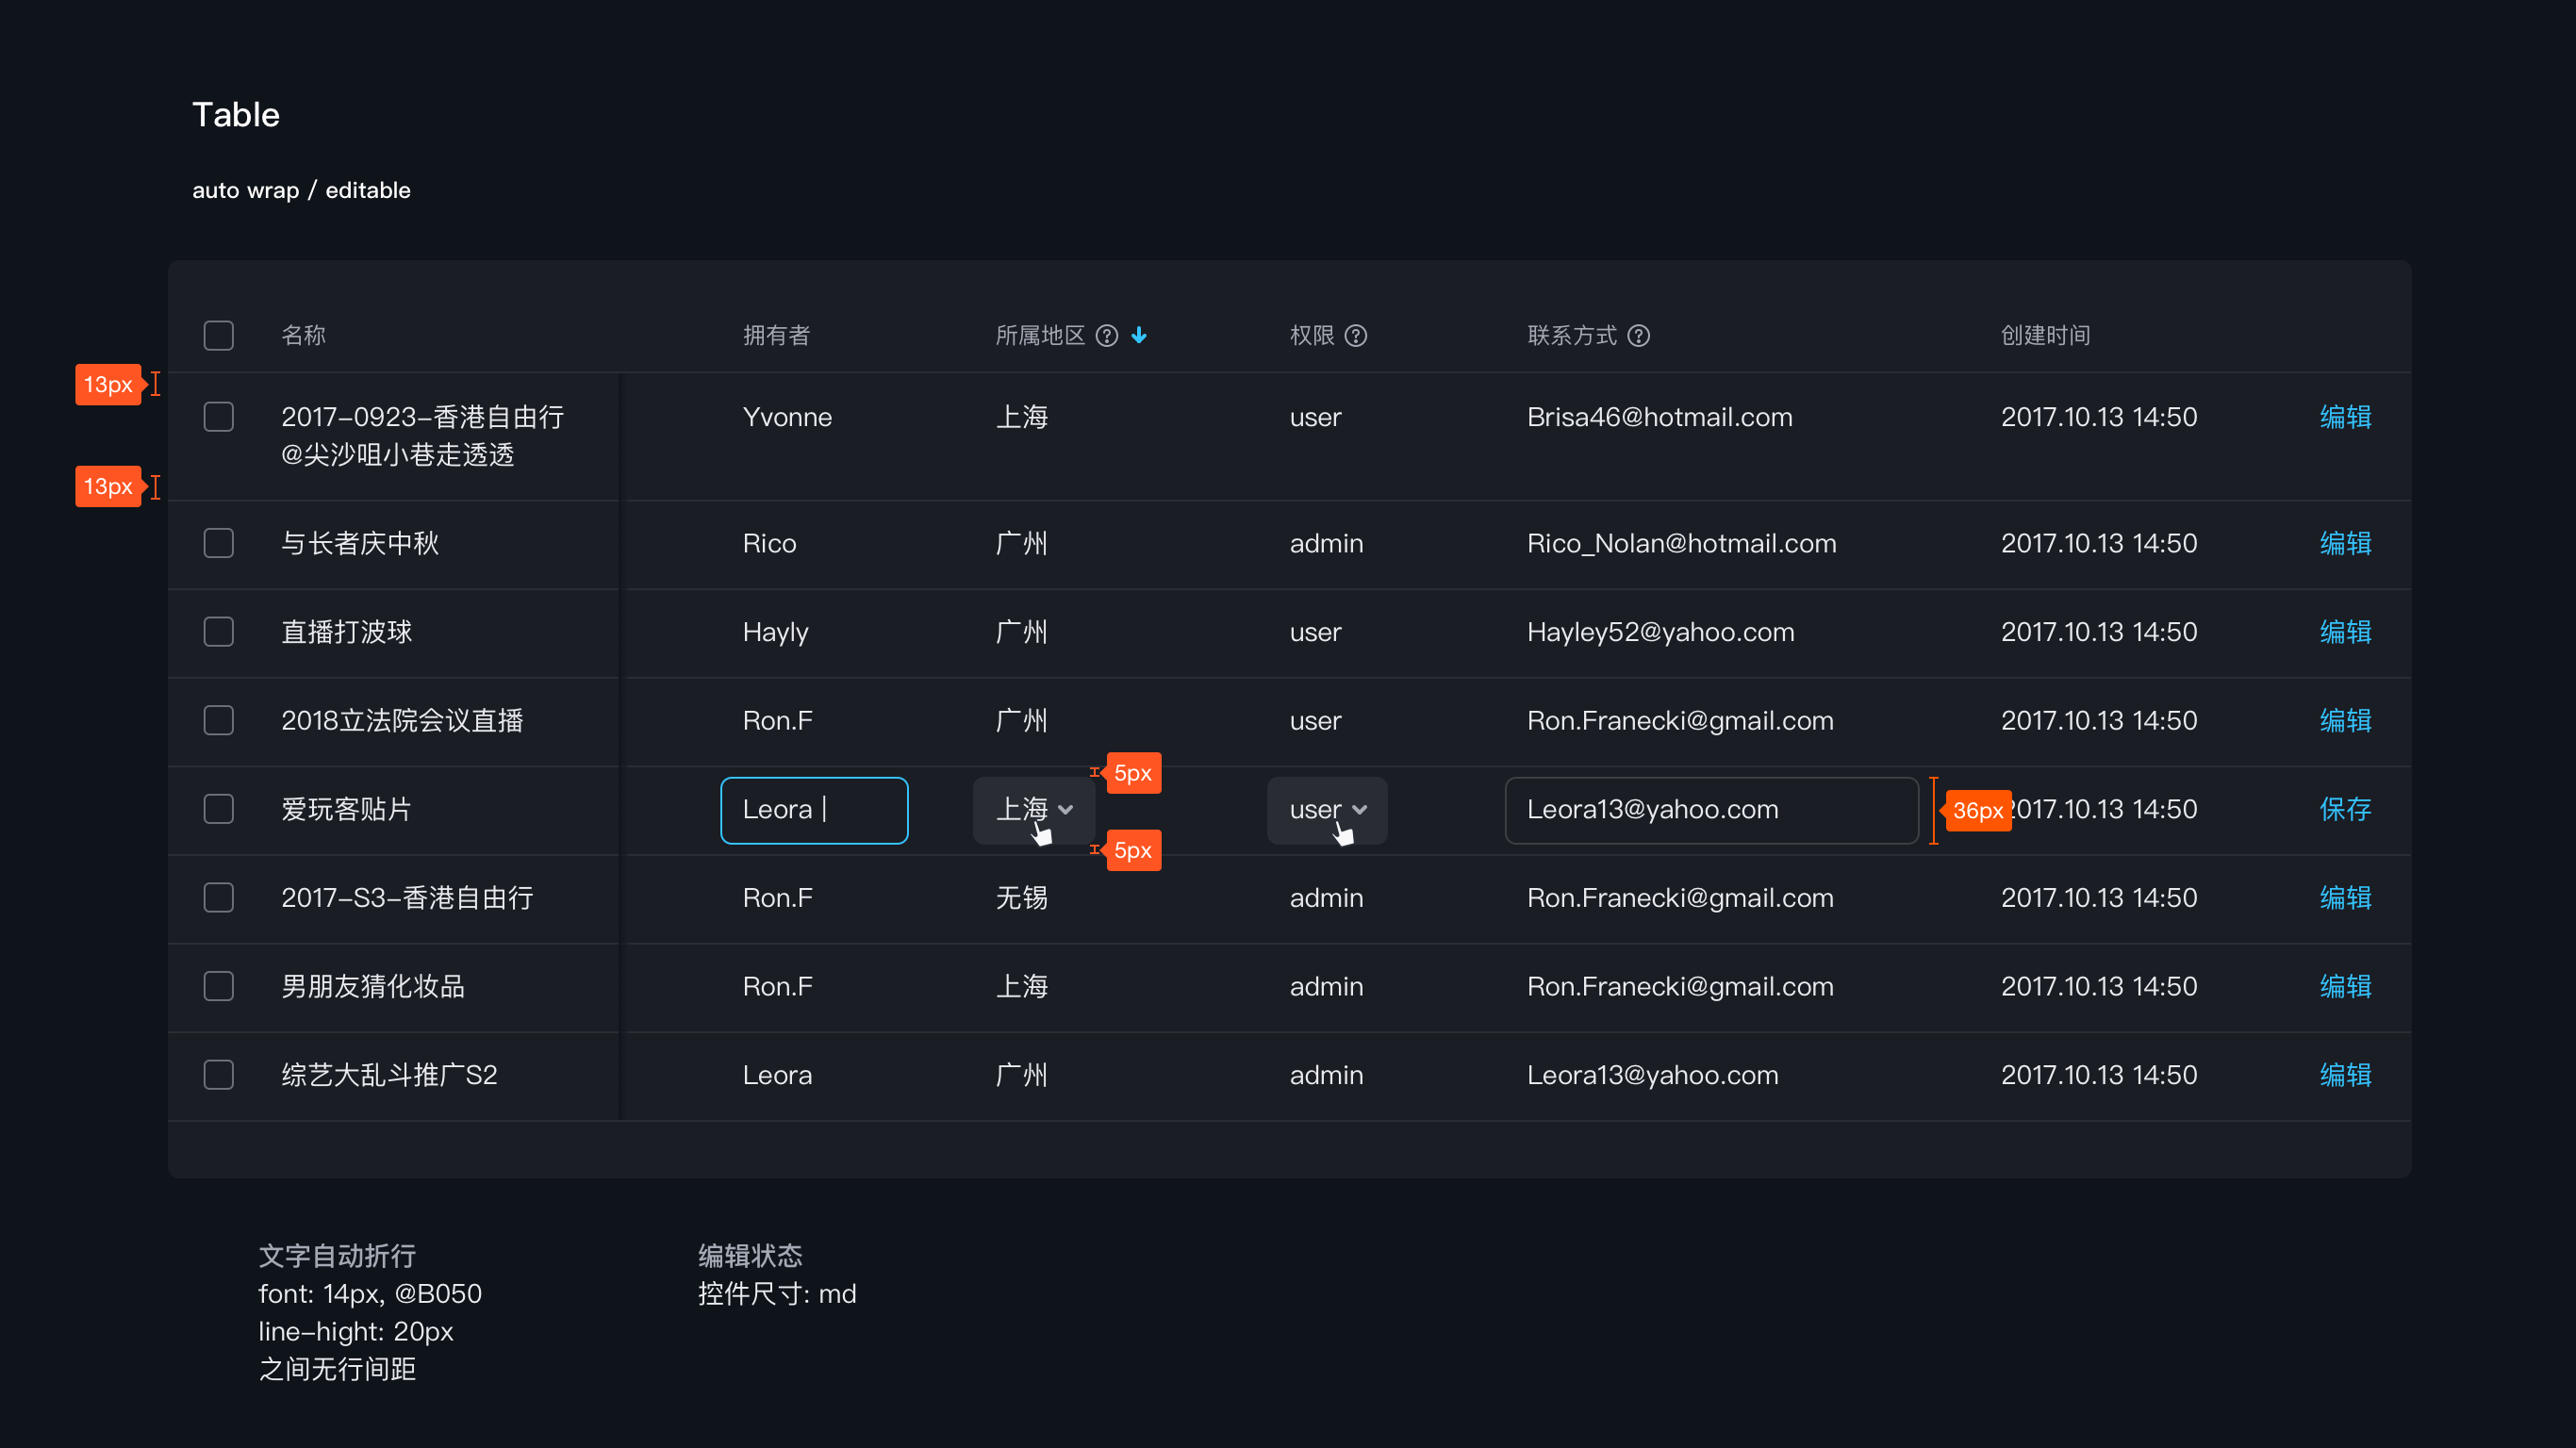 Table
auto wrap / editable
名称 拥有者 所属地区 权限 联系方式 创建时间
13px
2017-0923-香港自由行 Yvonne 上海 user Brisa46@hotmail.com 2017.10.13 14:50 编辑
@尖沙咀小巷走透透
13px
与长者庆中秋 Rico 广州 admin Rico_Nolan@hotmail.com 2017.10.13 14:50 编辑
直播打波球 Hayly 广州 user Hayley52@yahoo.com 2017.10.13 14:50 编辑
2018立法院会议直播 Ron.F 广州 user Ron.Franecki@gmail.com 2017.10.13 14:50 编辑
5px
爱玩客贴片 Leora 上海 user Leora13@yahoo.com 36px 2017.10.13 14:50 保存
5px
2017-S3-香港自由行 Ron.F 无锡 admin Ron.Franecki@gmail.com 2017.10.13 14:50 编辑
男朋友猜化妆品 Ron.F 上海 admin Ron.Franecki@gmail.com 2017.10.13 14:50 编辑
综艺大乱斗推广S2 Leora 广州 admin Leora13@yahoo.com 2017.10.13 14:50 编辑
文字自动折行
font: 14px, @B050
line-hight: 20px
之间无行间距
编辑状态
控件尺寸: md